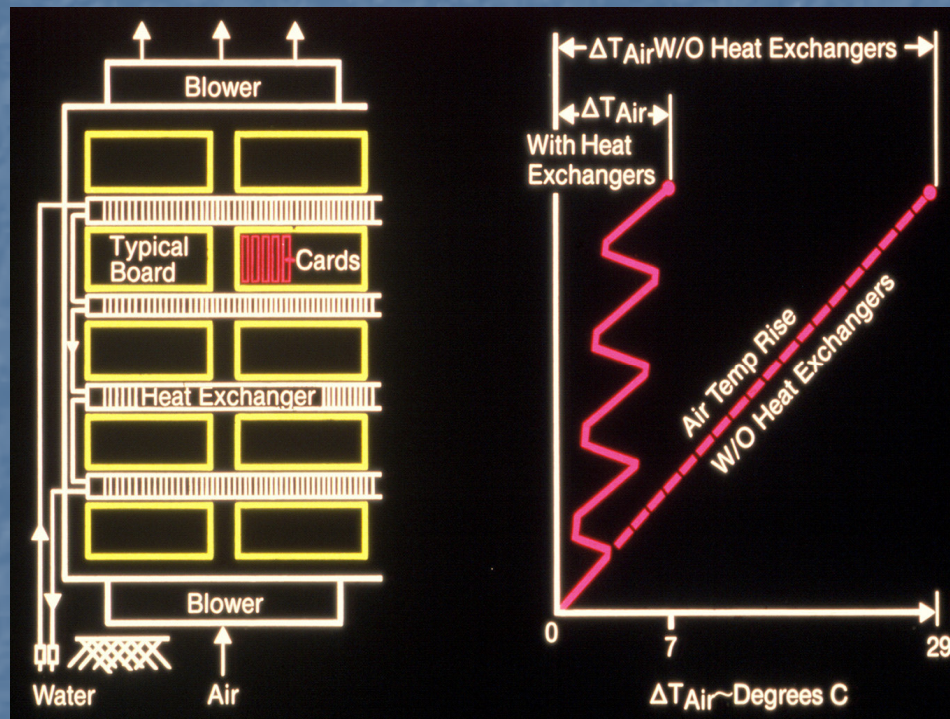 Blower
Typical
Board
Cards
Heat Exchanger
Blower
Water
Air
ΔTAir W/O Heat Exchangers
ΔTAir
With Heat
Exchangers
Air Temp Rise
W/O Heat Exchangers
0
7
29
ΔTAir~Degrees C